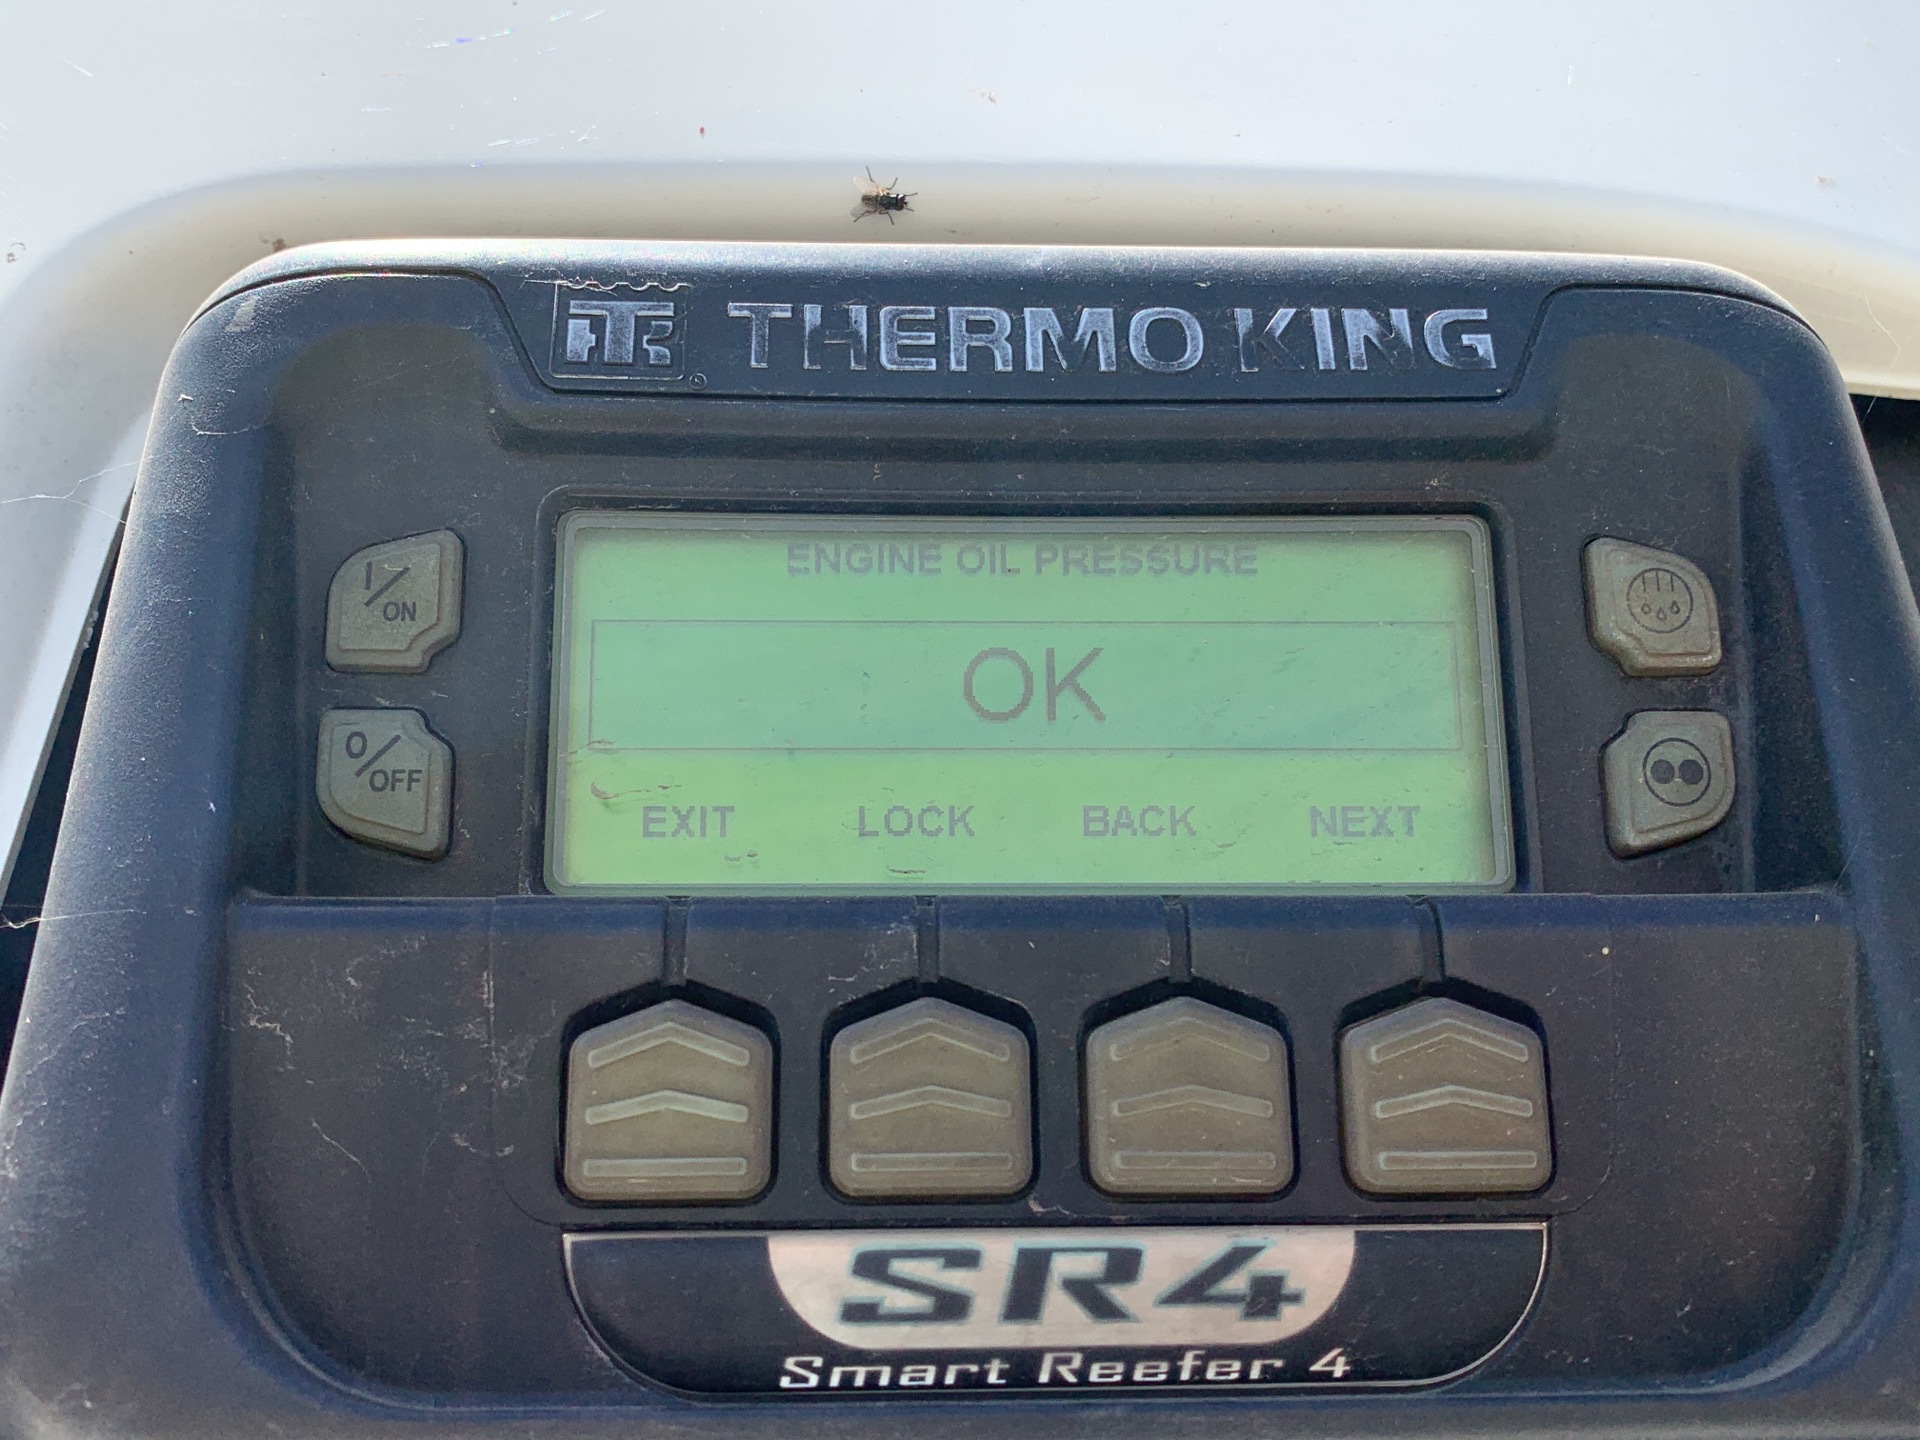 THERMO KING
I/ON
ENGINE OIL PRESSURE
OK
O/OFF
EXIT LOCK BACK NEXT
SR4
Smart Reefer 4